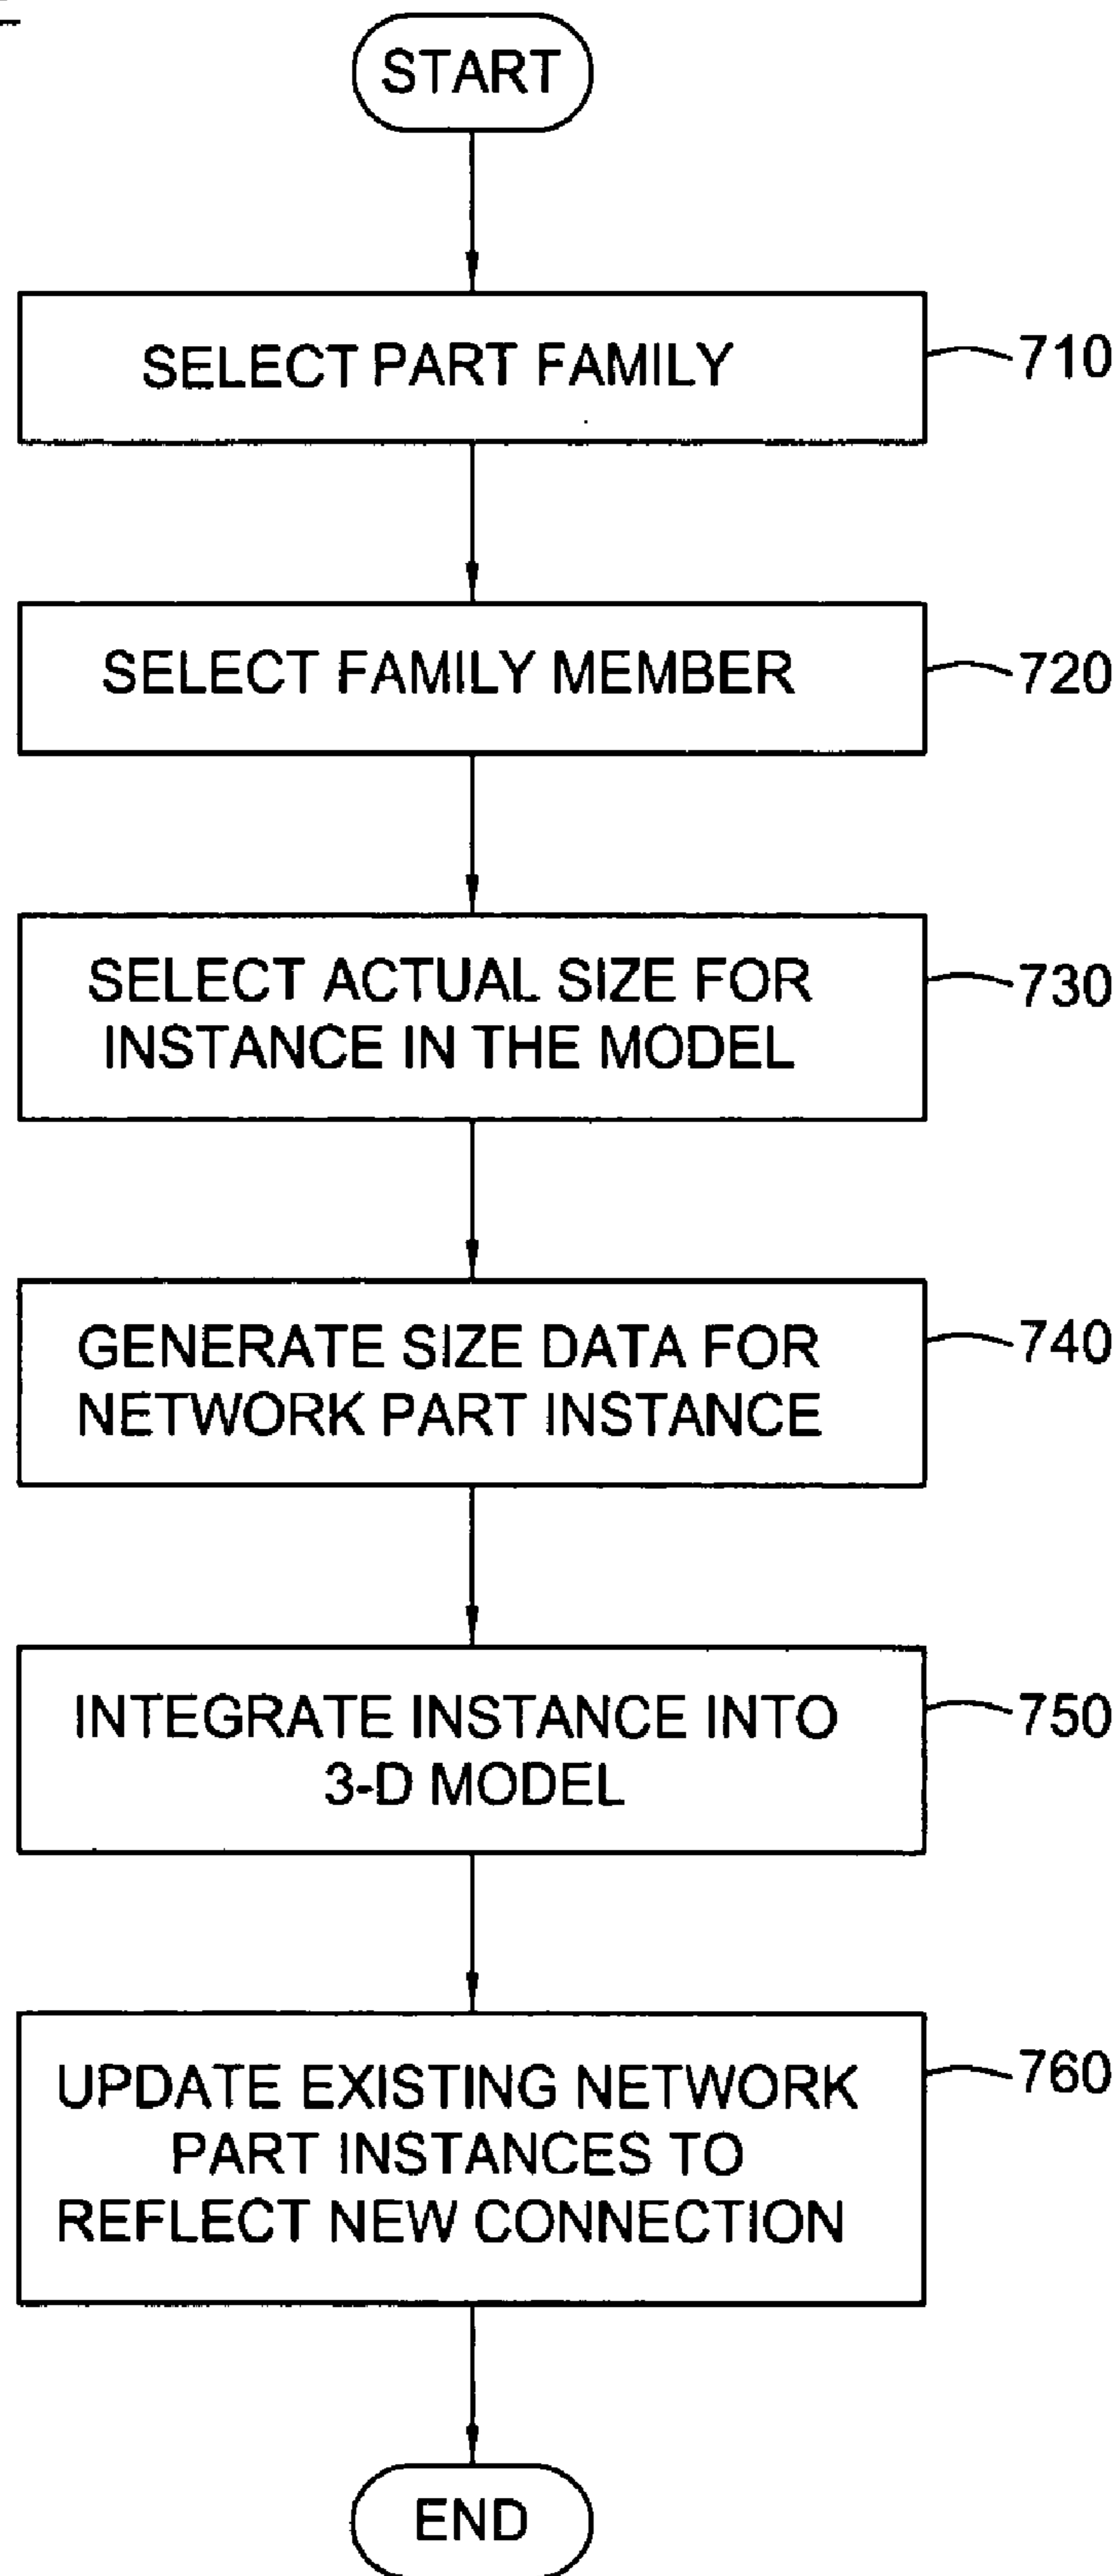 START
SELECT PART FAMILY
710
SELECT FAMILY MEMBER
720
SELECT ACTUAL SIZE FOR
INSTANCE IN THE MODEL
730
GENERATE SIZE DATA FOR
NETWORK PART INSTANCE
740
INTEGRATE INSTANCE INTO
3-D MODEL
750
UPDATE EXISTING NETWORK
PART INSTANCES TO
REFLECT NEW CONNECTION
760
END